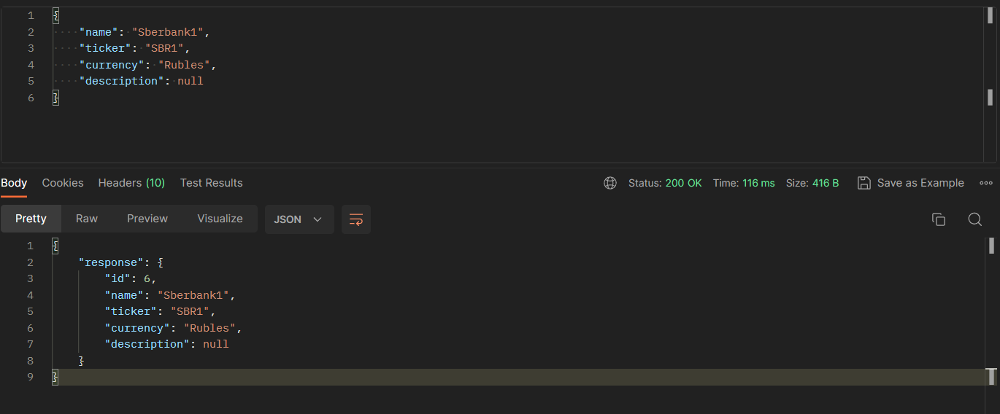 1 {
2 "name": "Sberbank1",
3 "ticker": "SBR1",
4 "currency": "Rubles",
5 "description": null
6 }
Body Cookies Headers (10) Test Results Status: 200 OK Time: 116 ms Size: 416 B Save as Example
Pretty Raw Preview Visualize JSON
1 {
2 "response": {
3 "id": 6,
4 "name": "Sberbank1",
5 "ticker": "SBR1",
6 "currency": "Rubles",
7 "description": null
8 }
9 }